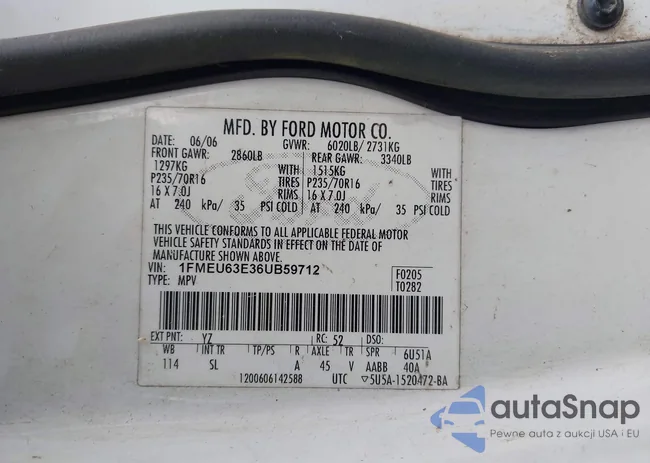 MFD. BY FORD MOTOR CO.
DATE: 06/06 GVWR: 6020LB/ 2731KG
FRONT GAWR: 2860LB REAR GAWR: 3340LB
1297KG WITH 1515KG WITH
P235/70R16 TIRES P235/70R16 TIRES
16 X 7.0J RIMS 16 X 7.0J RIMS
AT 240 kPa/ 35 PSI COLD AT 240 kPa/ 35 PSI COLD
THIS VEHICLE CONFORMS TO ALL APPLICABLE FEDERAL MOTOR
VEHICLE SAFETY STANDARDS IN EFFECT ON THE DATE OF
MANUFACTURE SHOWN ABOVE.
VIN: 1FMEU63E36UB59712 F0205
TYPE: MPV T0282
EXT PNT: YZ RC: 52 DSO:
WB INT TR TP/PS R AXLE TR SPR 6U51A
114 SL A 45 V AABB 40A
1200606142588 UTC ▽5U5A-1520472-BA
autaSnap
Pewne auta z aukcji USA i EU